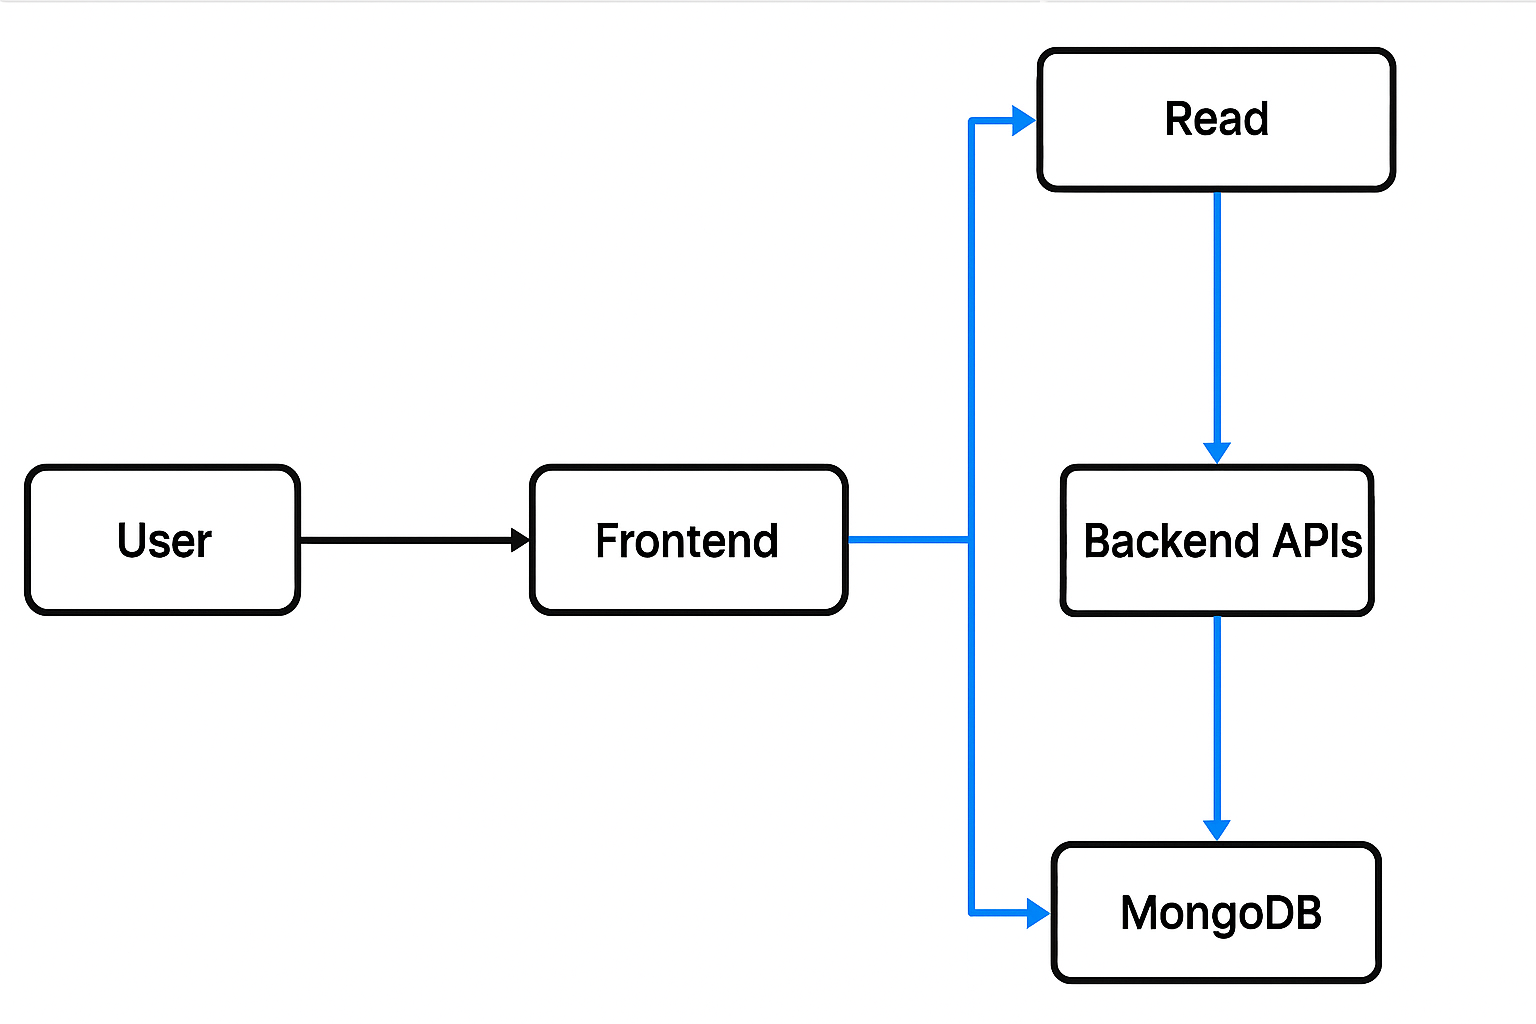 Read
User
Frontend
Backend APIs
MongoDB